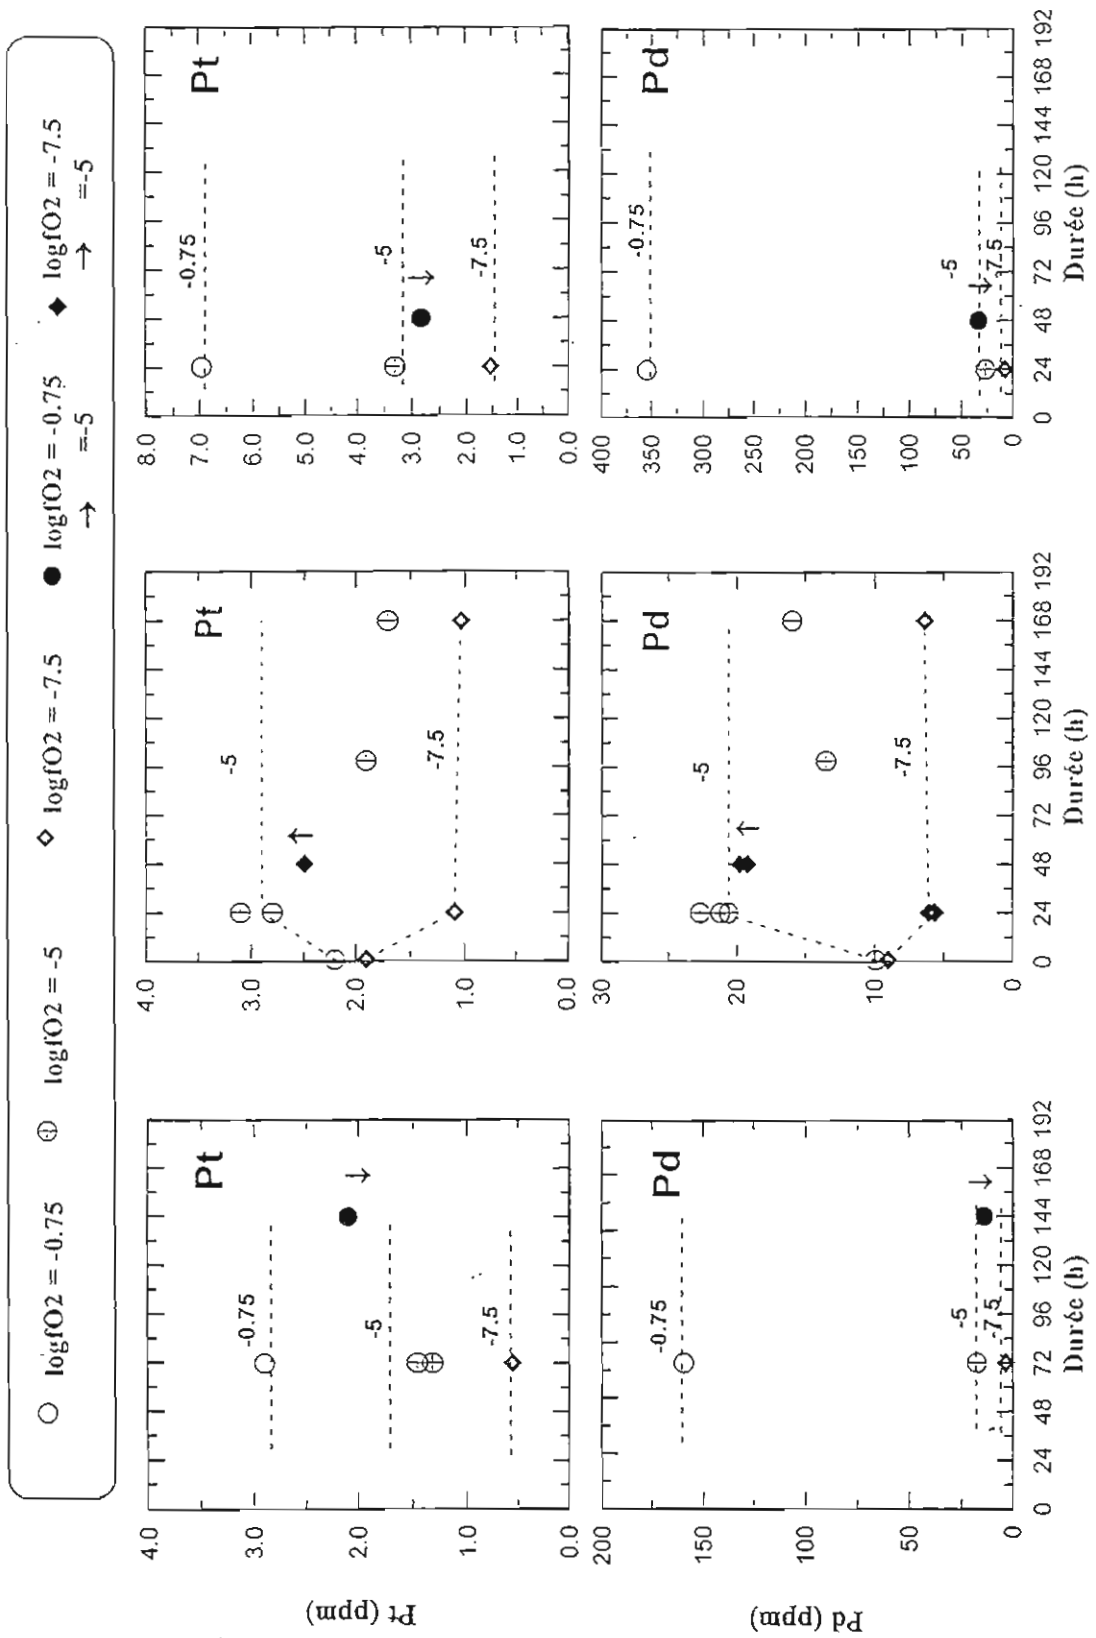 logfO2 = -0.75
logfO2 = -5
logfO2 = -7.5
logfO2 = -0.75
→ =-5
logfO2 = -7.5
→ =-5
Pt (ppm)
4.0
3.0
2.0
1.0
0.0
Pt
-0.75
-5
-7.5
4.0
3.0
2.0
1.0
0.0
Pt
-5
-7.5
8.0
7.0
6.0
5.0
4.0
3.0
2.0
1.0
0.0
Pt
-0.75
-5
-7.5
Pd (ppm)
200
150
100
50
0
Pd
-0.75
-5
-7.5
0 24 48 72 96 120 144 168 192
Durée (h)
30
20
10
0
Pd
-5
-7.5
0 24 48 72 96 120 144 168 192
Durée (h)
400
350
300
250
200
150
100
50
0
Pd
-0.75
-5
-7.5
0 24 48 72 96 120 144 168 192
Durée (h)